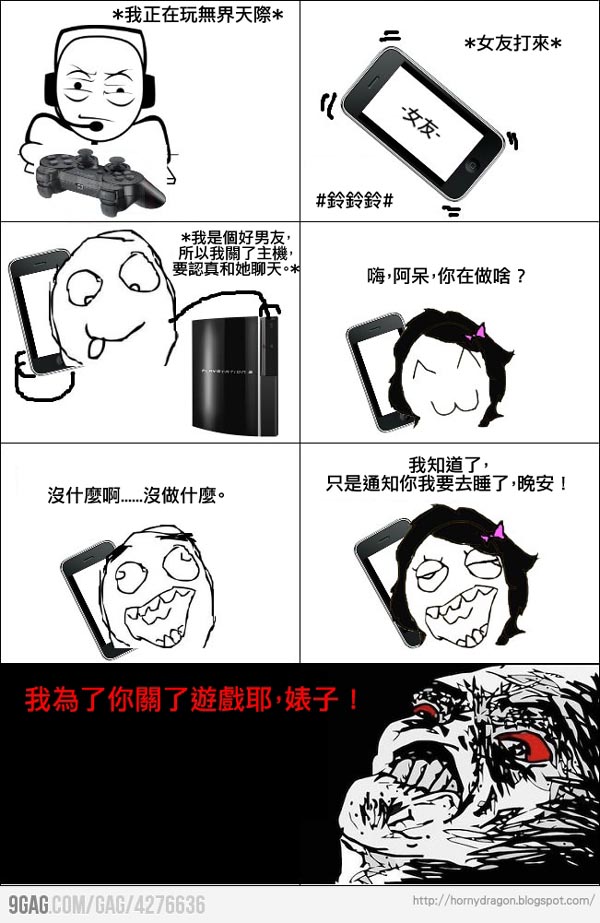 *我正在玩無界天際*
*女友打來*
-女友-
#鈴鈴鈴#
*我是個好男友,
所以我關了主機,
要認真和她聊天。*
PLAYSTATION 3
嗨,阿呆,你在做啥?
沒什麼啊……沒做什麼。
我知道了,
只是通知你我要去睡了,晚安!
我為了你關了遊戲耶,婊子!
9GAG.COM/GAG/4276636
http://hornydragon.blogspot.com/